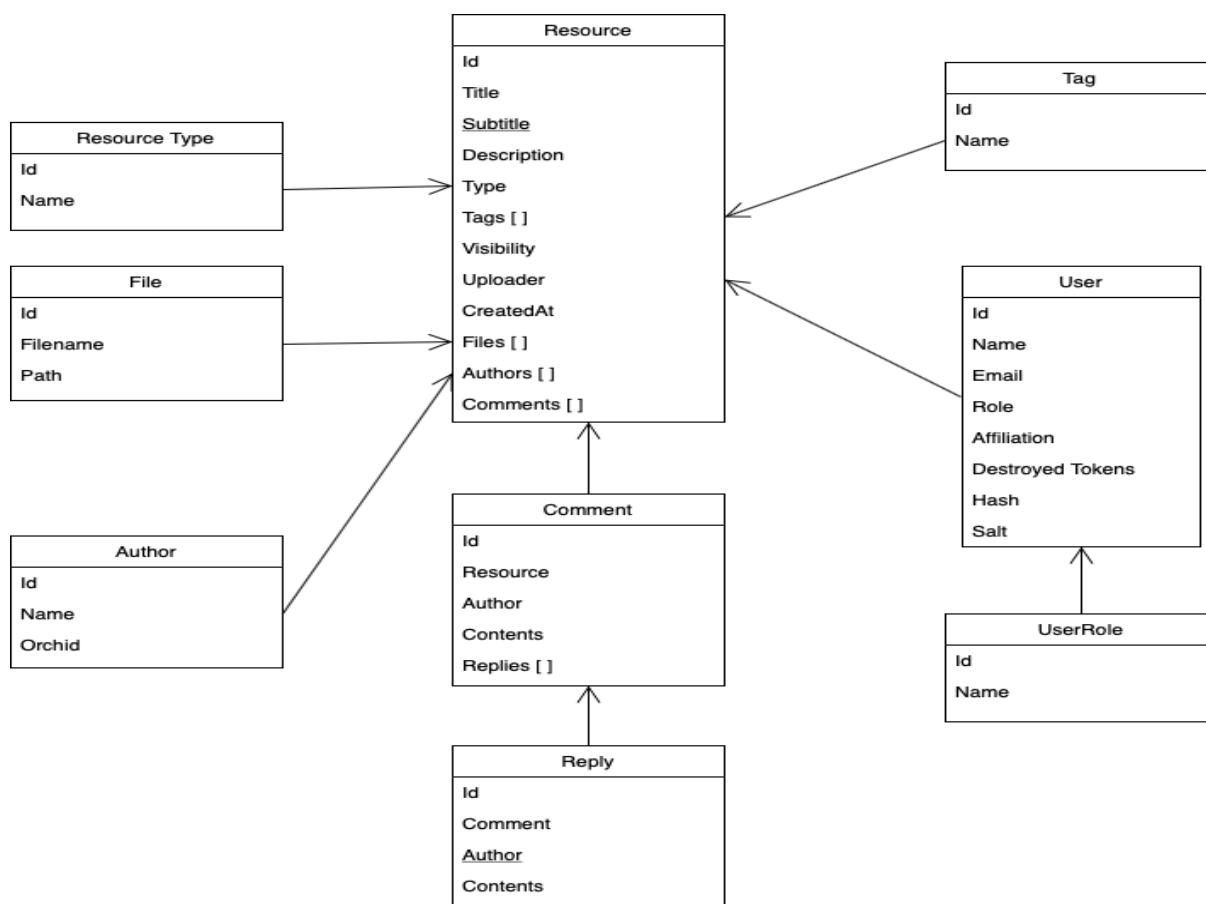 Resource
Id
Title
Subtitle
Description
Type
Tags [ ]
Visibility
Uploader
CreatedAt
Files [ ]
Authors [ ]
Comments [ ]
Resource Type
Id
Name
File
Id
Filename
Path
Author
Id
Name
Orchid
Comment
Id
Resource
Author
Contents
Replies [ ]
Reply
Id
Comment
Author
Contents
Tag
Id
Name
User
Id
Name
Email
Role
Affiliation
Destroyed Tokens
Hash
Salt
UserRole
Id
Name